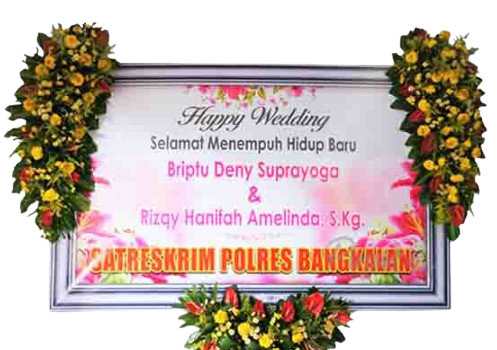 Happy Wedding
Selamat Menempuh Hidup Baru
Briptu Deny Suprayoga
&
Rizqy Hanifah Amelinda, S,Kg.
SATRESKRIM POLRES BANGKALAN